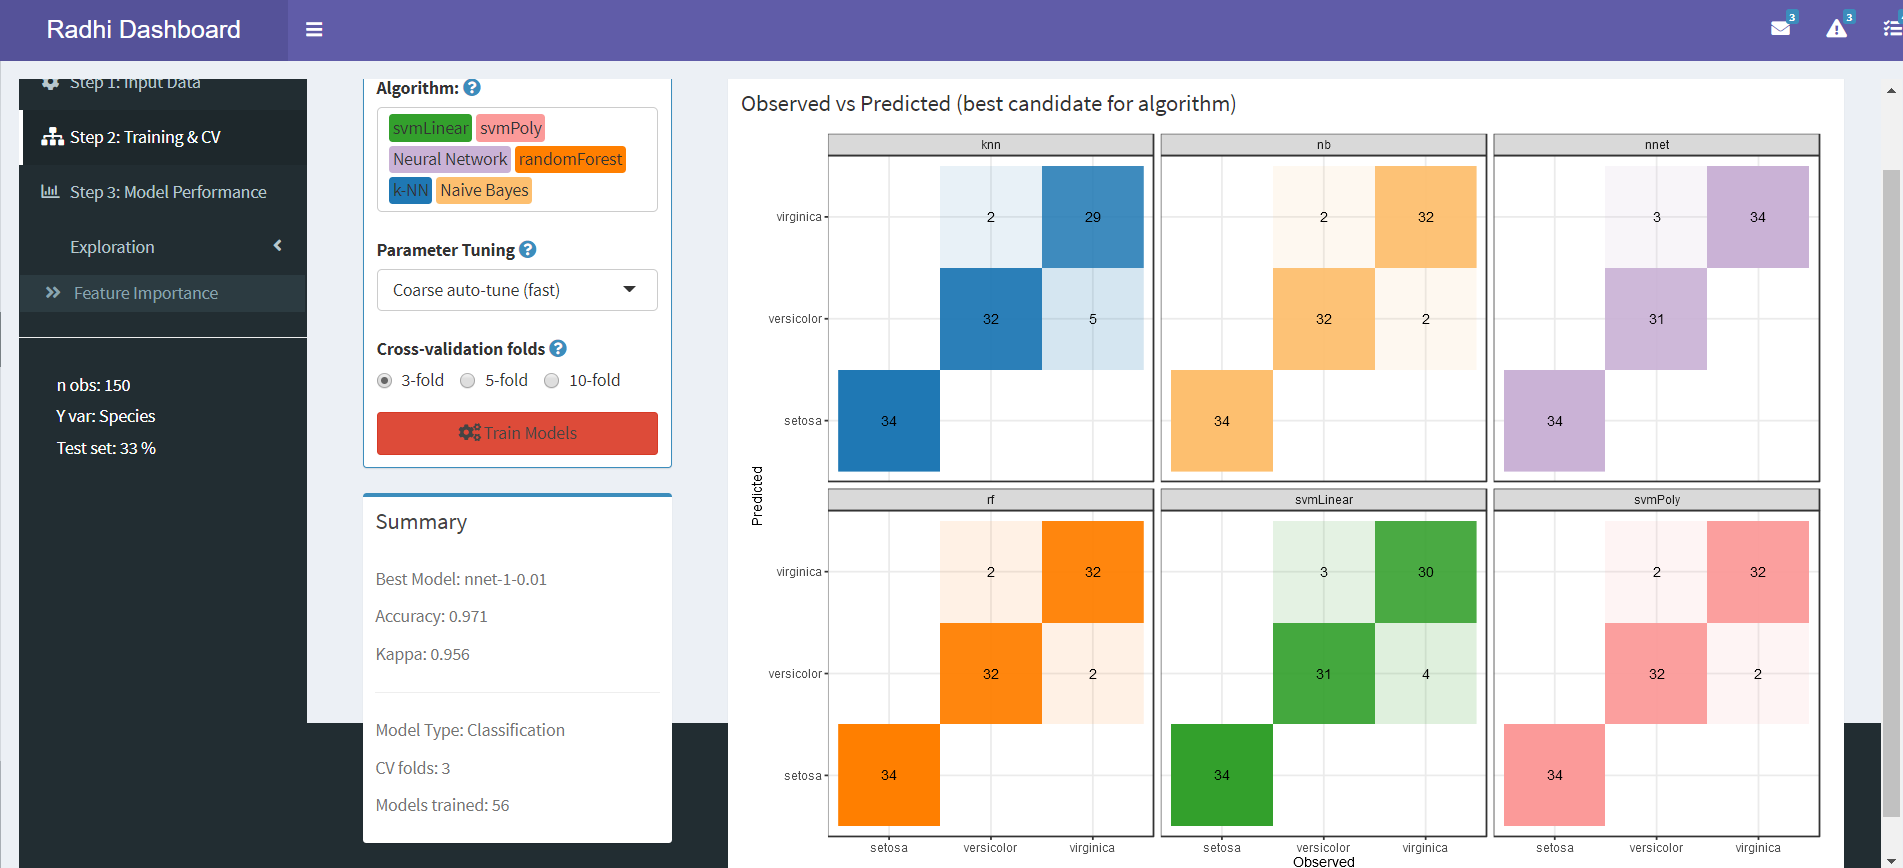 Radhi Dashboard
3
3
Step 1: Input Data
Step 2: Training & CV
Step 3: Model Performance
Exploration
Feature Importance
n obs: 150
Y var: Species
Test set: 33 %
Algorithm: ?
svmLinear svmPoly
Neural Network randomForest
k-NN Naive Bayes
Parameter Tuning ?
Coarse auto-tune (fast)
Cross-validation folds ?
3-fold 5-fold 10-fold
Train Models
Summary
Best Model: nnet-1-0.01
Accuracy: 0.971
Kappa: 0.956
Model Type: Classification
CV folds: 3
Models trained: 56
Observed vs Predicted (best candidate for algorithm)
knn nb nnet
virginica 2 29 2 32 3 34
versicolor 32 5 32 2 31
setosa 34 34 34
Predicted
rf svmLinear svmPoly
virginica 2 32 3 30 2 32
versicolor 32 2 31 4 32 2
setosa 34 34 34
setosa versicolor virginica setosa versicolor virginica setosa versicolor virginica
Observed